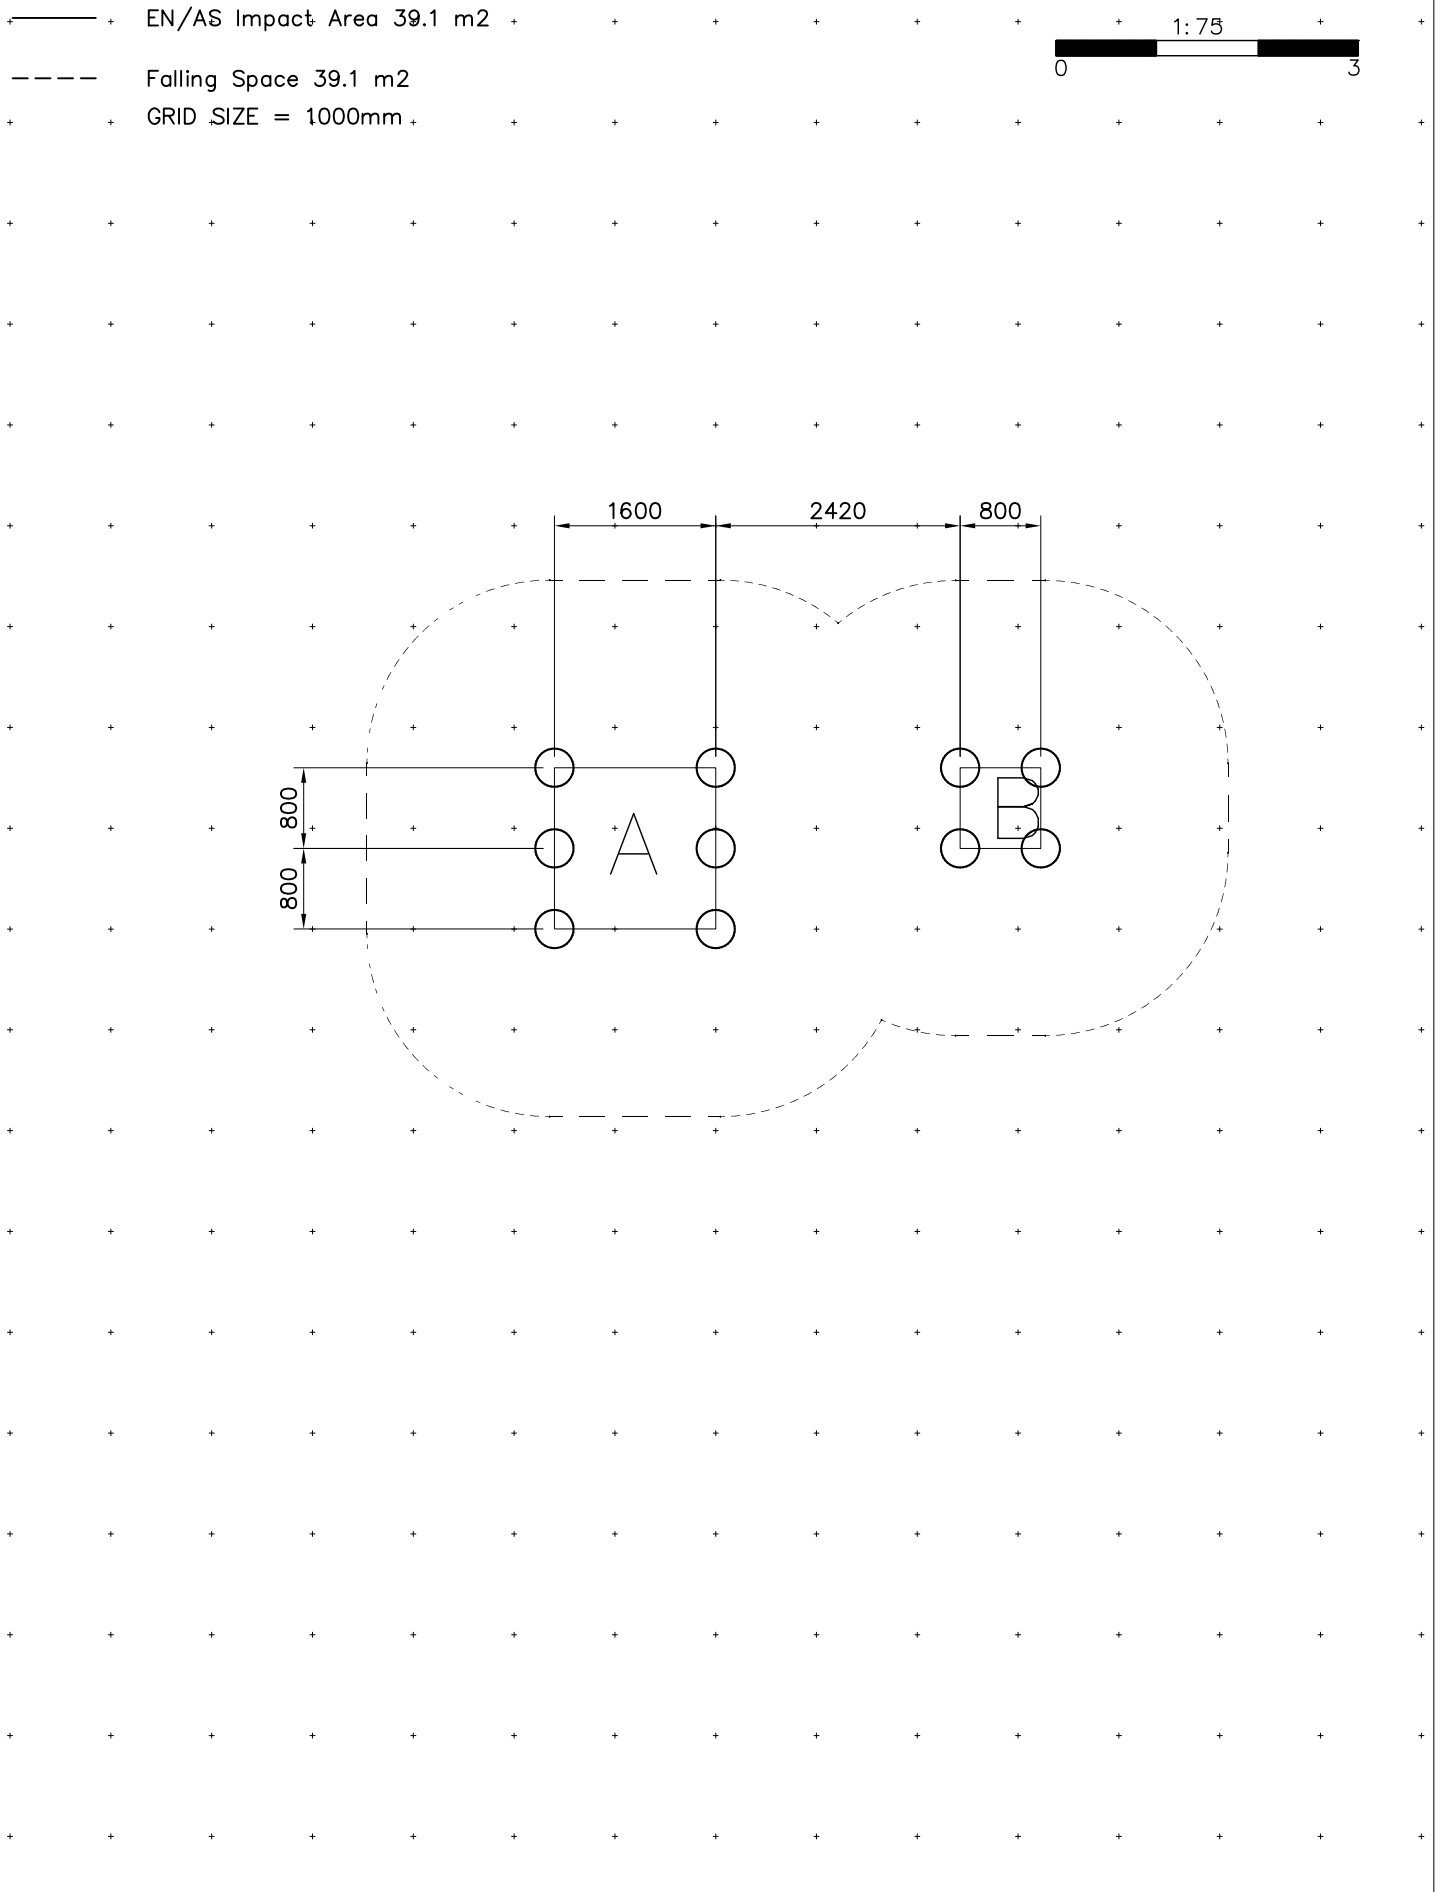 EN/AS Impact Area 39.1 m2
1:75
0 3
Falling Space 39.1 m2
GRID SIZE = 1000mm
1600 2420 800
800
A
B
800